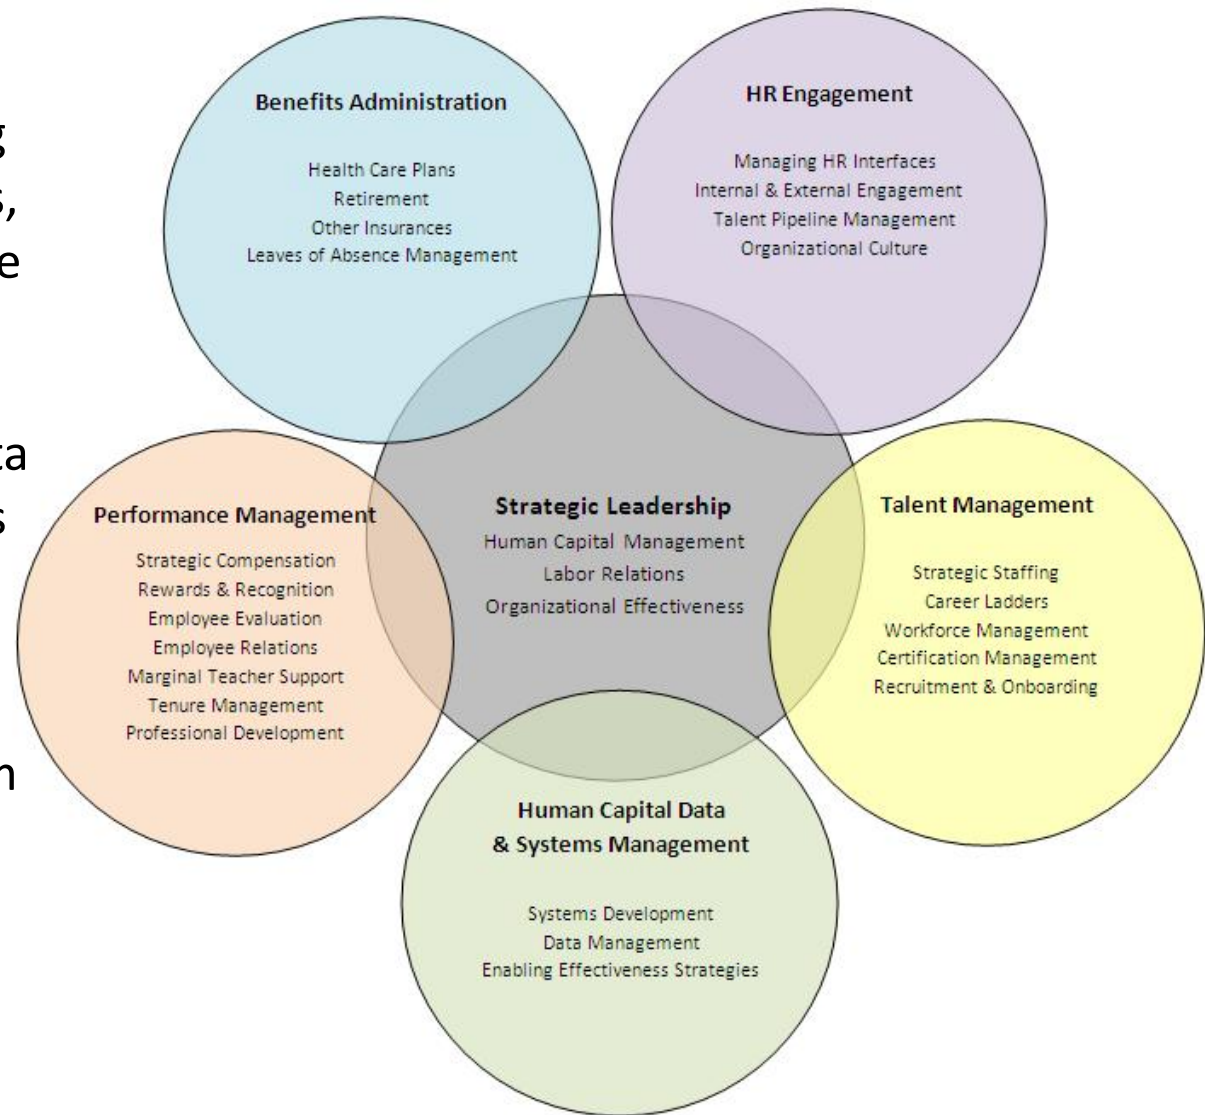 g
s,
e
ta
s
n
Benefits Administration
Health Care Plans
Retirement
Other Insurances
Leaves of Absence Management
HR Engagement
Managing HR Interfaces
Internal & External Engagement
Talent Pipeline Management
Organizational Culture
Performance Management
Strategic Compensation
Rewards & Recognition
Employee Evaluation
Employee Relations
Marginal Teacher Support
Tenure Management
Professional Development
Strategic Leadership
Human Capital Management
Labor Relations
Organizational Effectiveness
Talent Management
Strategic Staffing
Career Ladders
Workforce Management
Certification Management
Recruitment & Onboarding
Human Capital Data
& Systems Management
Systems Development
Data Management
Enabling Effectiveness Strategies